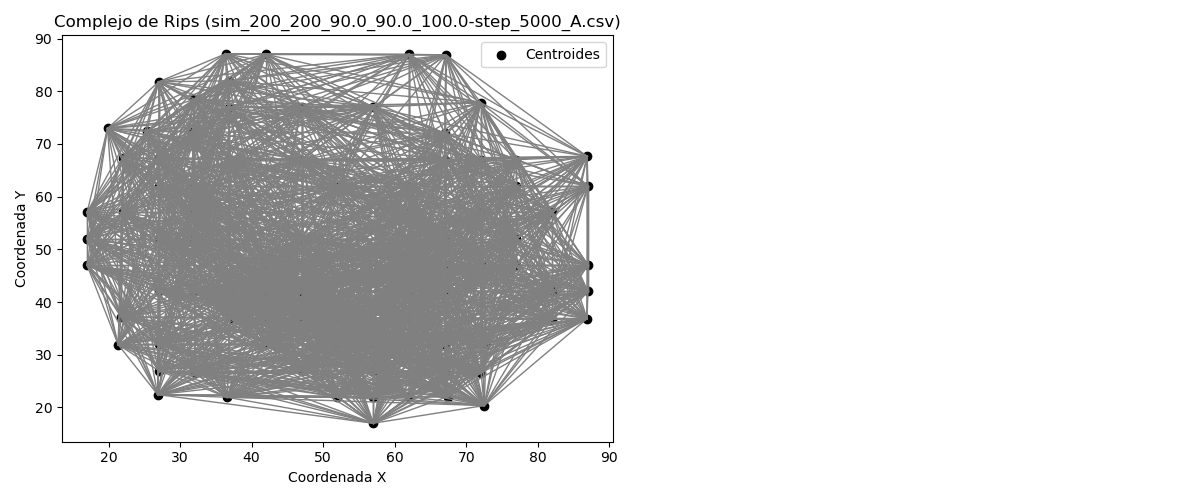 Complejo de Rips (sim_200_200_90.0_90.0_100.0-step_5000_A.csv)
Centroides
90
80
70
60
50
40
30
20
Coordenada Y
20 30 40 50 60 70 80 90
Coordenada X